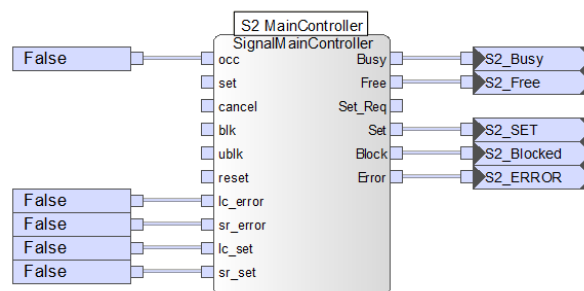 S2 MainController
SignalMainController
False occ Busy S2_Busy
set Free S2_Free
cancel Set_Req
blk Set S2_SET
ublk Block S2_Blocked
reset Error S2_ERROR
False lc_error
False sr_error
False lc_set
False sr_set